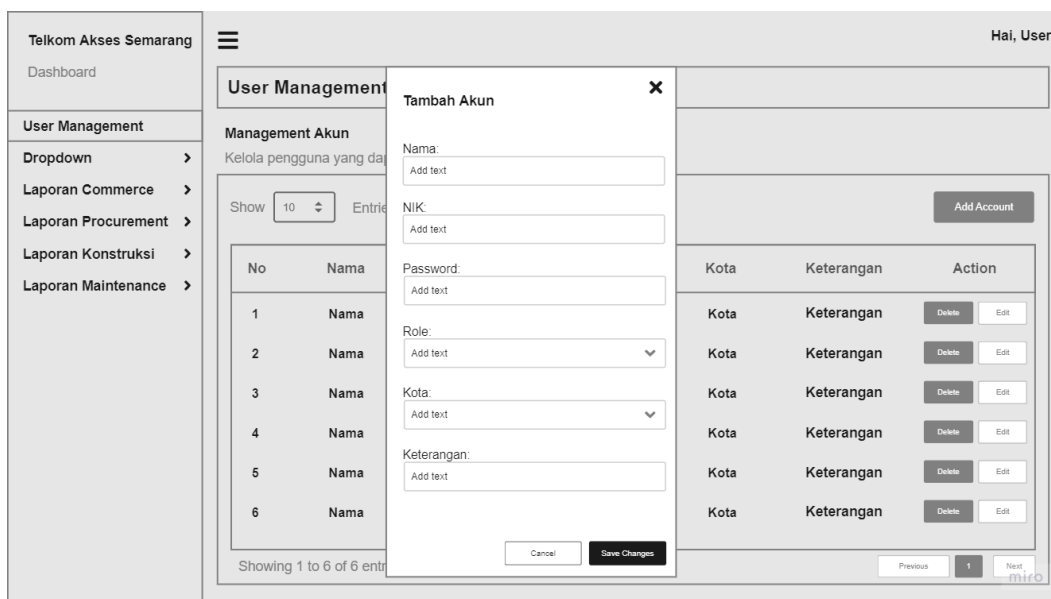 Telkom Akses Semarang
Hai, User
Dashboard
User Management
Dropdown
Laporan Commerce
Laporan Procurement
Laporan Konstruksi
Laporan Maintenance
User Management
Management Akun
Kelola pengguna yang
Show 10
Add Account
No Nama Kota Keterangan Action
1 Nama Kota Keterangan Delete Edit
2 Nama Kota Keterangan Delete Edit
3 Nama Kota Keterangan Delete Edit
4 Nama Kota Keterangan Delete Edit
5 Nama Kota Keterangan Delete Edit
6 Nama Kota Keterangan Delete Edit
Showing 1 to 6 of 6
Previous 1 Next
Tambah Akun
Nama:
Add text
NIK:
Add text
Password:
Add text
Role:
Add text
Kota:
Add text
Keterangan:
Add text
Cancel Save Changes
miro